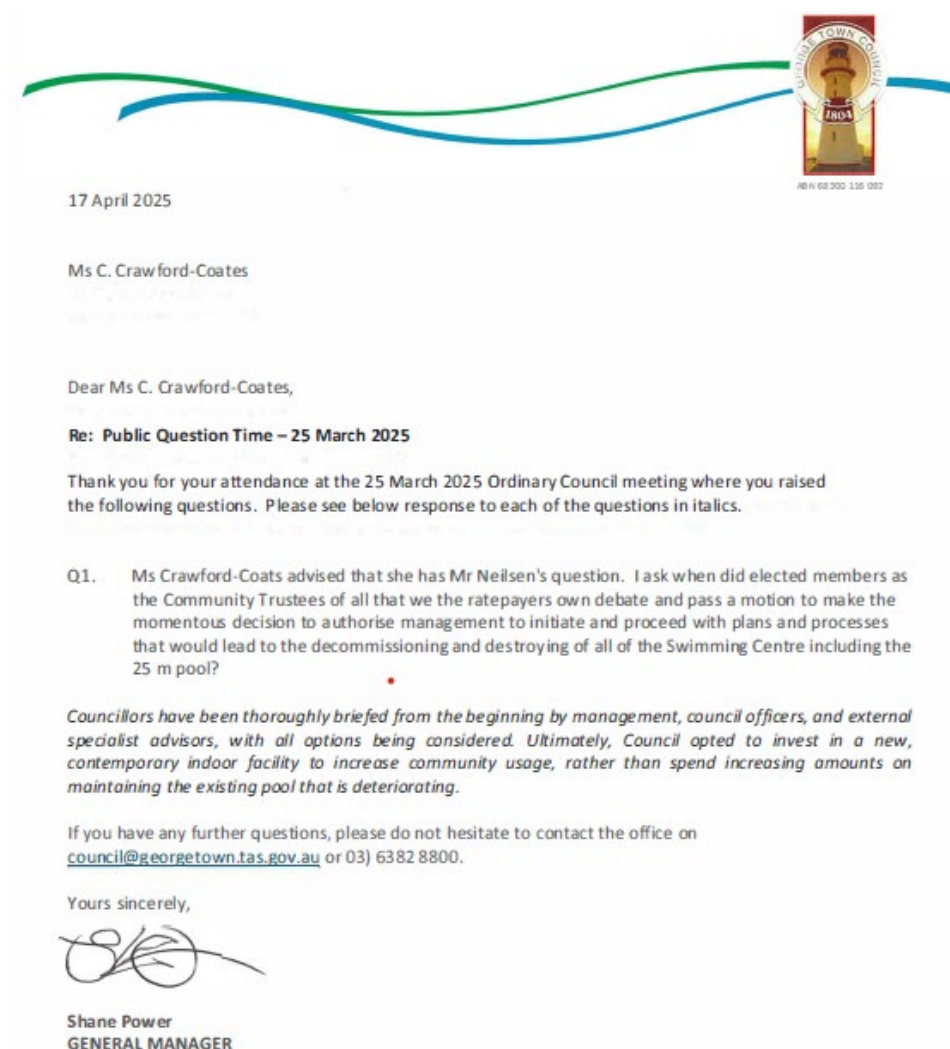 GEORGE TOWN COUNCIL
1804
ABN 68 300 116 092
17 April 2025
Ms C. Crawford-Coates
Dear Ms C. Crawford-Coates,
Re: Public Question Time – 25 March 2025
Thank you for your attendance at the 25 March 2025 Ordinary Council meeting where you raised
the following questions. Please see below response to each of the questions in italics.
Q1. Ms Crawford-Coats advised that she has Mr Neilsen's question. I ask when did elected members as
the Community Trustees of all that we the ratepayers own debate and pass a motion to make the
momentous decision to authorise management to initiate and proceed with plans and processes
that would lead to the decommissioning and destroying of all of the Swimming Centre including the
25 m pool?
Councillors have been thoroughly briefed from the beginning by management, council officers, and external
specialist advisors, with all options being considered. Ultimately, Council opted to invest in a new,
contemporary indoor facility to increase community usage, rather than spend increasing amounts on
maintaining the existing pool that is deteriorating.
If you have any further questions, please do not hesitate to contact the office on
council@georgetown.tas.gov.au or 03) 6382 8800.
Yours sincerely,
Shane Power
GENERAL MANAGER